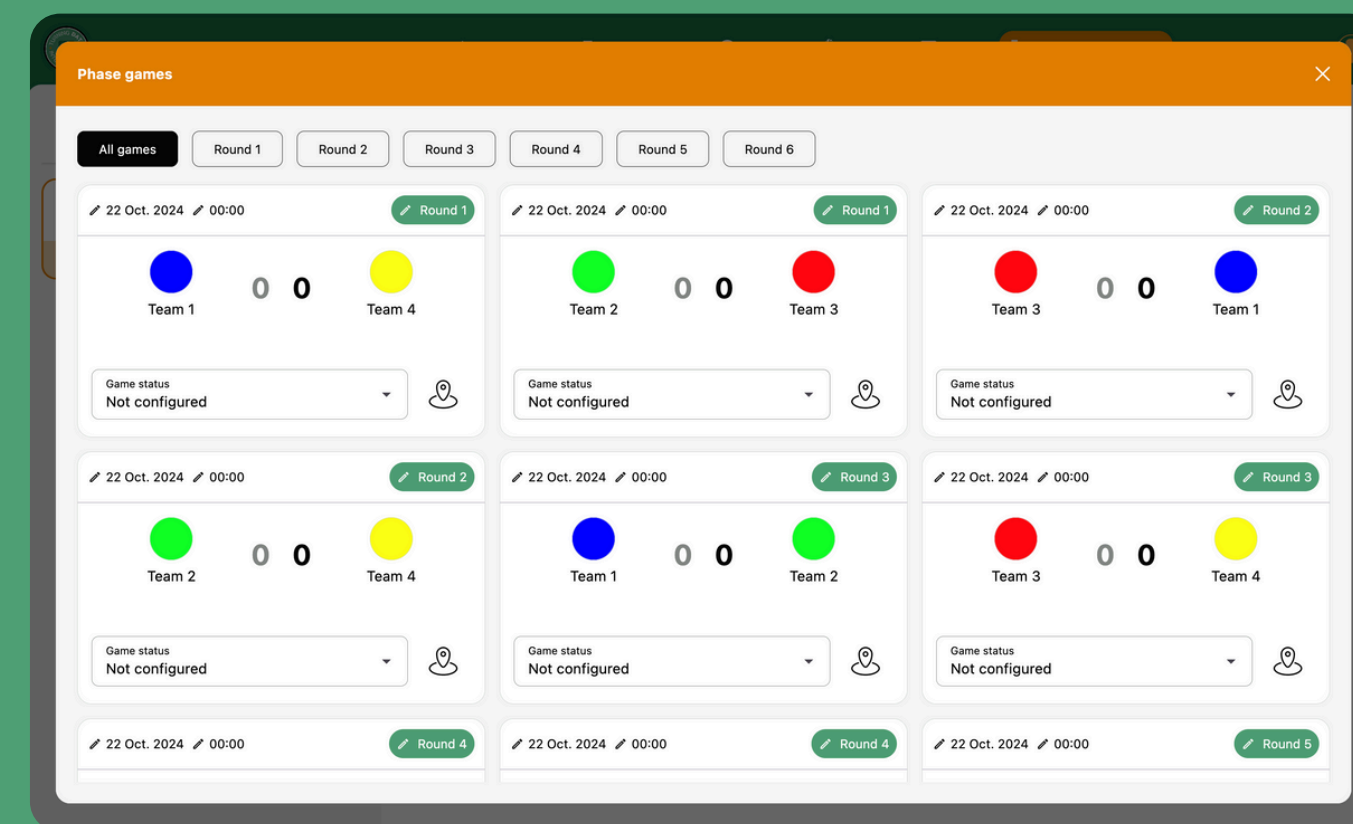 Phase games
All games Round 1 Round 2 Round 3 Round 4 Round 5 Round 6
22 Oct. 2024 00:00 Round 1
0 0
Team 1 Team 4
Game status
Not configured
22 Oct. 2024 00:00 Round 1
0 0
Team 2 Team 3
Game status
Not configured
22 Oct. 2024 00:00 Round 2
0 0
Team 3 Team 1
Game status
Not configured
22 Oct. 2024 00:00 Round 2
0 0
Team 2 Team 4
Game status
Not configured
22 Oct. 2024 00:00 Round 3
0 0
Team 1 Team 2
Game status
Not configured
22 Oct. 2024 00:00 Round 3
0 0
Team 3 Team 4
Game status
Not configured
22 Oct. 2024 00:00 Round 4
22 Oct. 2024 00:00 Round 4
22 Oct. 2024 00:00 Round 5